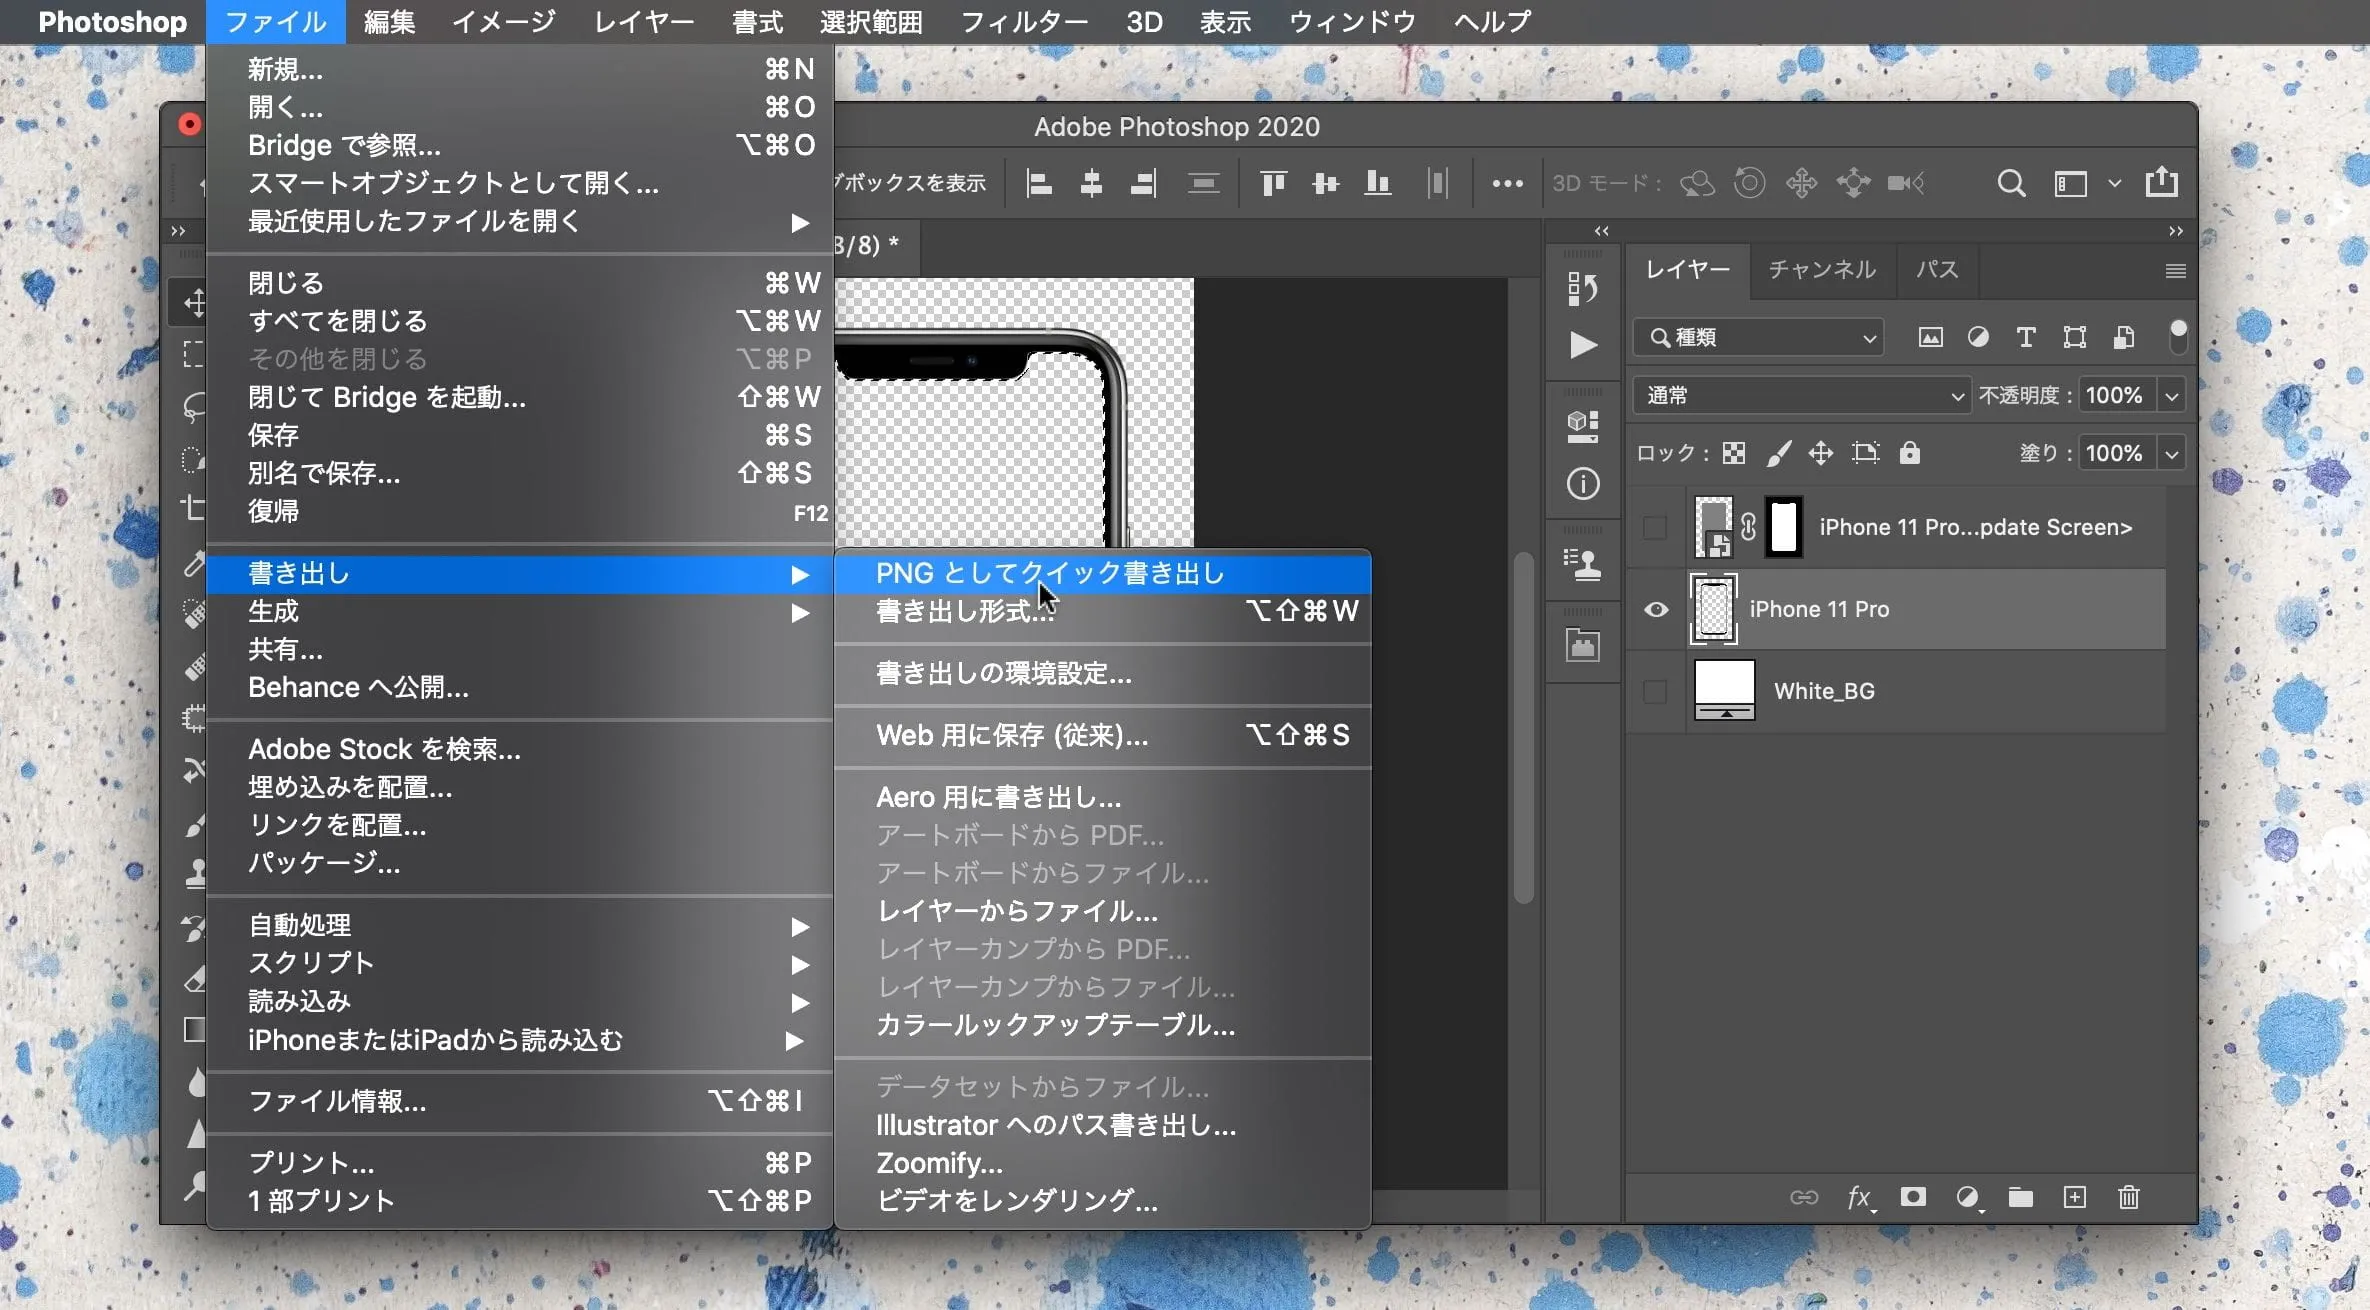 Photoshop ファイル 編集 イメージ レイヤー 書式 選択範囲 フィルター 3D 表示 ウィンドウ ヘルプ
新規... ⌘N
開く... ⌘O
Bridge で参照... ⌥⌘O
スマートオブジェクトとして開く...
最近使用したファイルを開く ▶
閉じる ⌘W
すべてを閉じる ⌥⌘W
その他を閉じる ⌥⌘P
閉じて Bridge を起動... ⇧⌘W
保存 ⌘S
別名で保存... ⇧⌘S
復帰 F12
書き出し ▶
生成 ▶
共有...
Behance へ公開...
Adobe Stock を検索...
埋め込みを配置...
リンクを配置...
パッケージ...
自動処理 ▶
スクリプト ▶
読み込み ▶
iPhoneまたはiPadから読み込む ▶
ファイル情報... ⌥⇧⌘I
プリント... ⌘P
1 部プリント ⌥⇧⌘P
PNG としてクイック書き出し
書き出し形式... ⌥⇧⌘W
書き出しの環境設定...
Web 用に保存 (従来)... ⌥⇧⌘S
Aero 用に書き出し...
アートボードから PDF...
アートボードからファイル...
レイヤーからファイル...
レイヤーカンプから PDF...
レイヤーカンプからファイル...
カラールックアップテーブル...
データセットからファイル...
Illustrator へのパス書き出し...
Zoomify...
ビデオをレンダリング...
Adobe Photoshop 2020
ボックスを表示 3D モード :
3/8) *
レイヤー チャンネル パス
種類
通常 不透明度 : 100%
ロック : 塗り : 100%
iPhone 11 Pro...pdate Screen>
iPhone 11 Pro
White_BG
fx